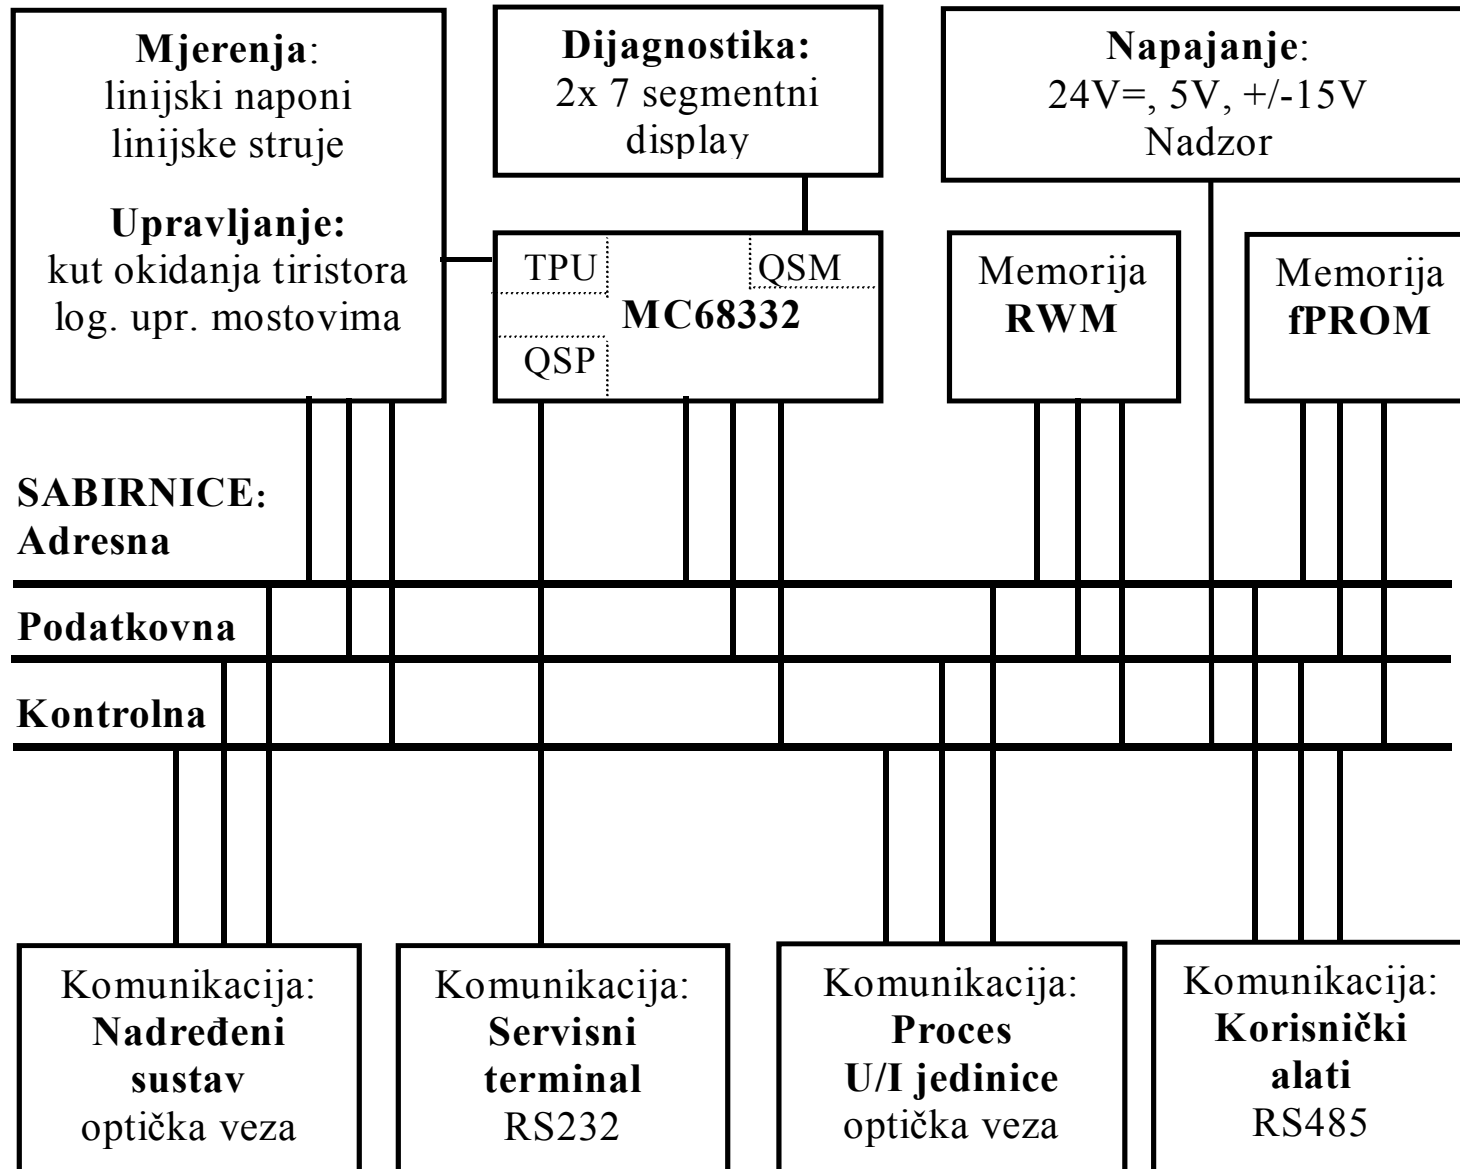 Mjerenja:
linijski naponi
linijske struje
Upravljanje:
kut okidanja tiristora
log. upr. mostovima
Dijagnostika:
2x 7 segmentni
display
Napajanje:
24V=, 5V, +/-15V
Nadzor
TPU
QSM
MC68332
QSP
Memorija
RWM
Memorija
fPROM
SABIRNICE:
Adresna
Podatkovna
Kontrolna
Komunikacija:
Nadređeni
sustav
optička veza
Komunikacija:
Servisni
terminal
RS232
Komunikacija:
Proces
U/I jedinice
optička veza
Komunikacija:
Korisnički
alati
RS485